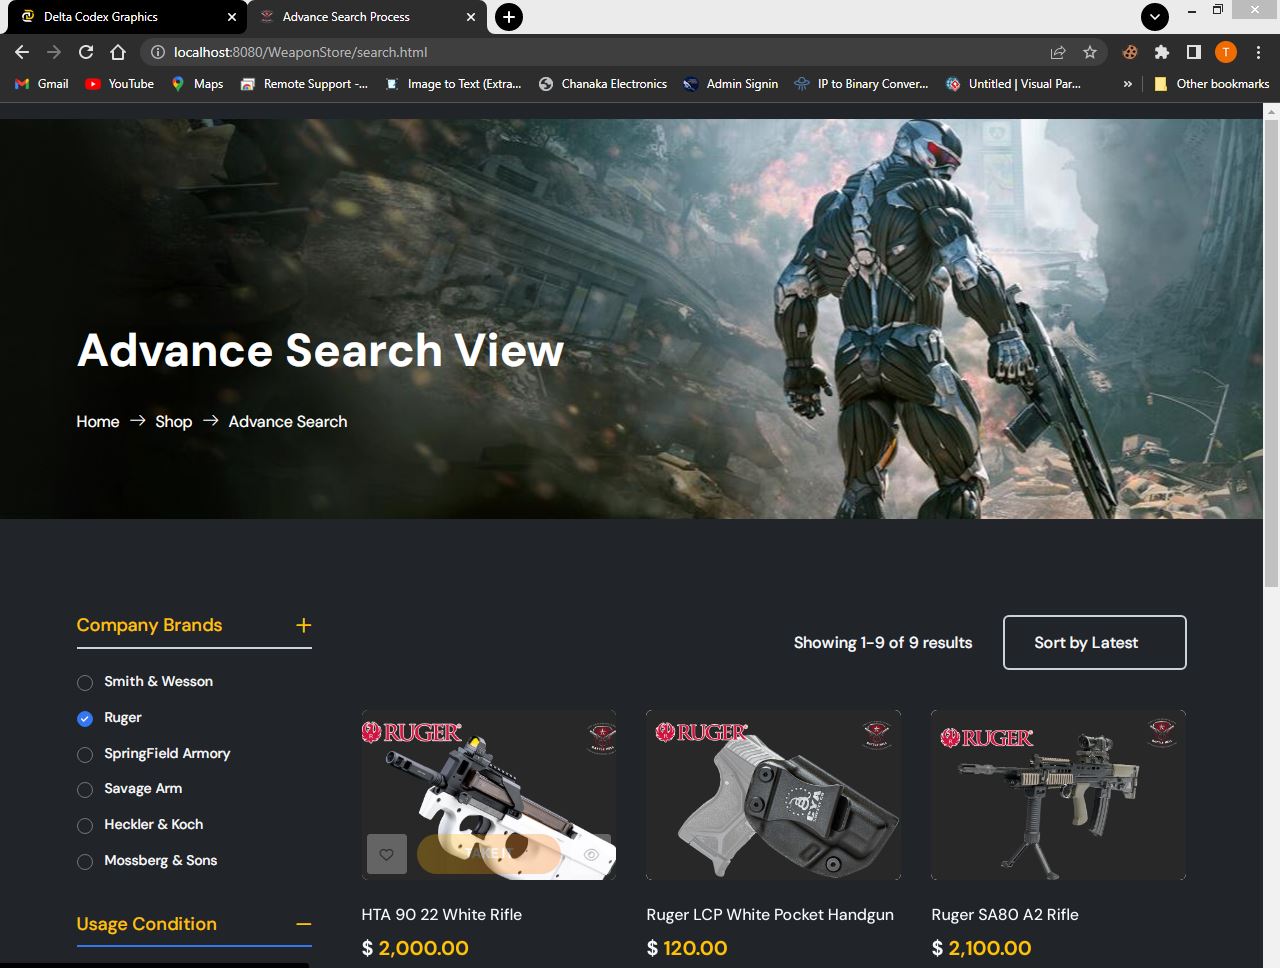 Delta Codex Graphics
Advance Search Process
localhost:8080/WeaponStore/search.html
T
Gmail
YouTube
Maps
Remote Support -...
Image to Text (Extra...
Chanaka Electronics
Admin Signin
IP to Binary Conver...
Untitled | Visual Par...
»
Other bookmarks
Advance Search View
Home → Shop → Advance Search
Company Brands +
Smith & Wesson
Ruger
SpringField Armory
Savage Arm
Heckler & Koch
Mossberg & Sons
Usage Condition −
Showing 1-9 of 9 results
Sort by Latest
RUGER
RUGER
RUGER
CYA
HTA 90 22 White Rifle
$ 2,000.00
Ruger LCP White Pocket Handgun
$ 120.00
Ruger SA80 A2 Rifle
$ 2,100.00